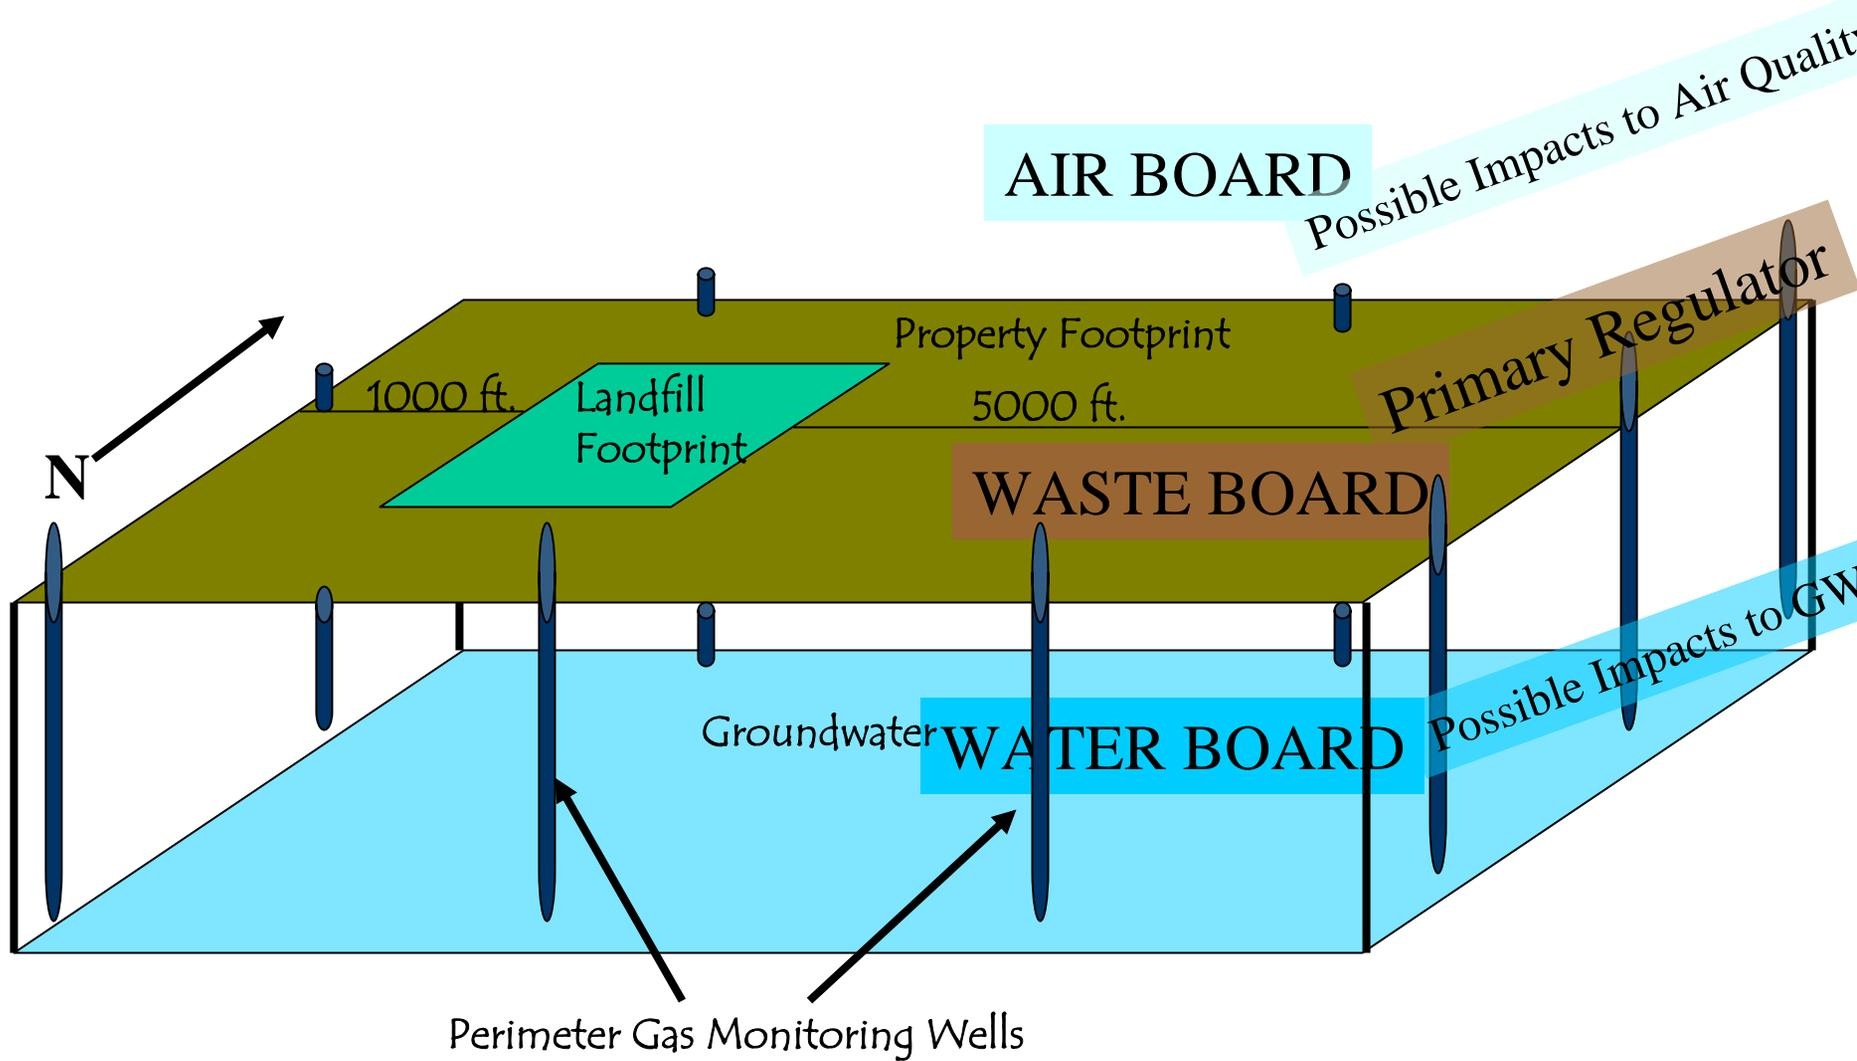 Possible Impacts to Air Quality
AIR BOARD
Primary Regulator
Property Footprint
1000 ft.
Landfill
Footprint
5000 ft.
N
WASTE BOARD
Possible Impacts to GW
Groundwater
WATER BOARD
Perimeter Gas Monitoring Wells